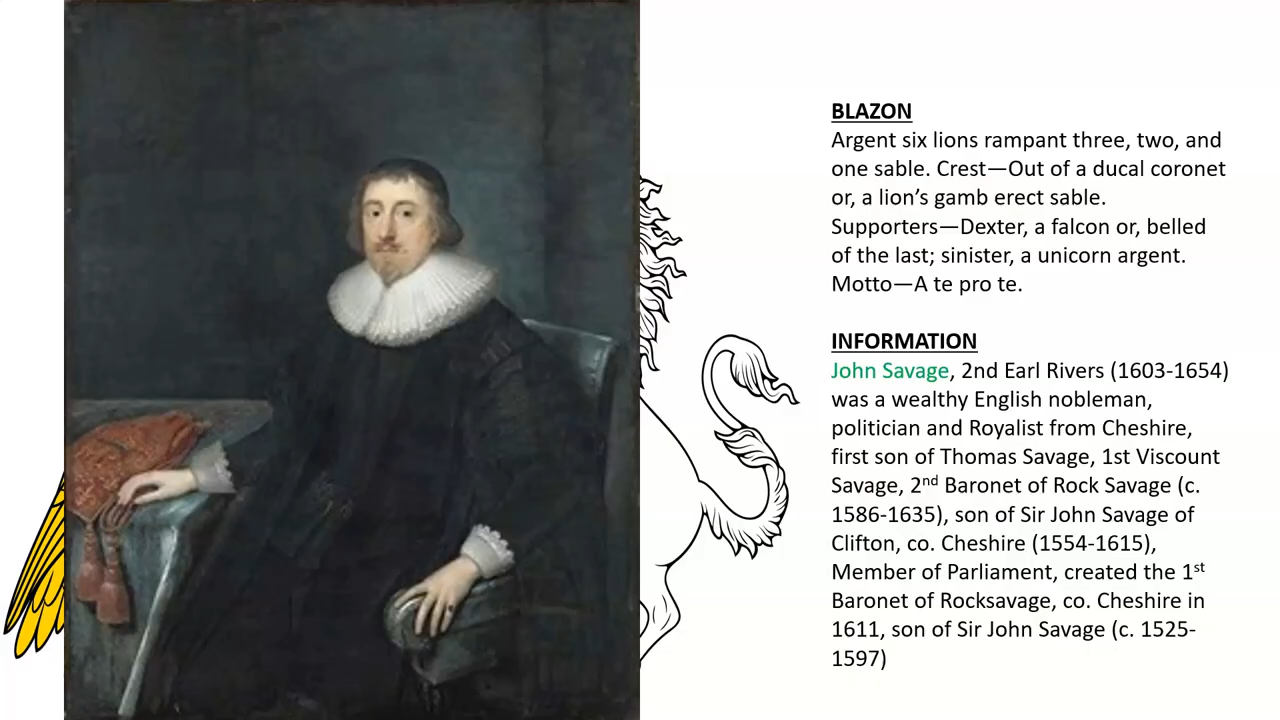 BLAZON
Argent six lions rampant three, two, and
one sable. Crest—Out of a ducal coronet
or, a lion’s gamb erect sable.
Supporters—Dexter, a falcon or, belled
of the last; sinister, a unicorn argent.
Motto—A te pro te.
INFORMATION
John Savage, 2nd Earl Rivers (1603-1654)
was a wealthy English nobleman,
politician and Royalist from Cheshire,
first son of Thomas Savage, 1st Viscount
Savage, 2nd Baronet of Rock Savage (c.
1586-1635), son of Sir John Savage of
Clifton, co. Cheshire (1554-1615),
Member of Parliament, created the 1st
Baronet of Rocksavage, co. Cheshire in
1611, son of Sir John Savage (c. 1525-
1597)